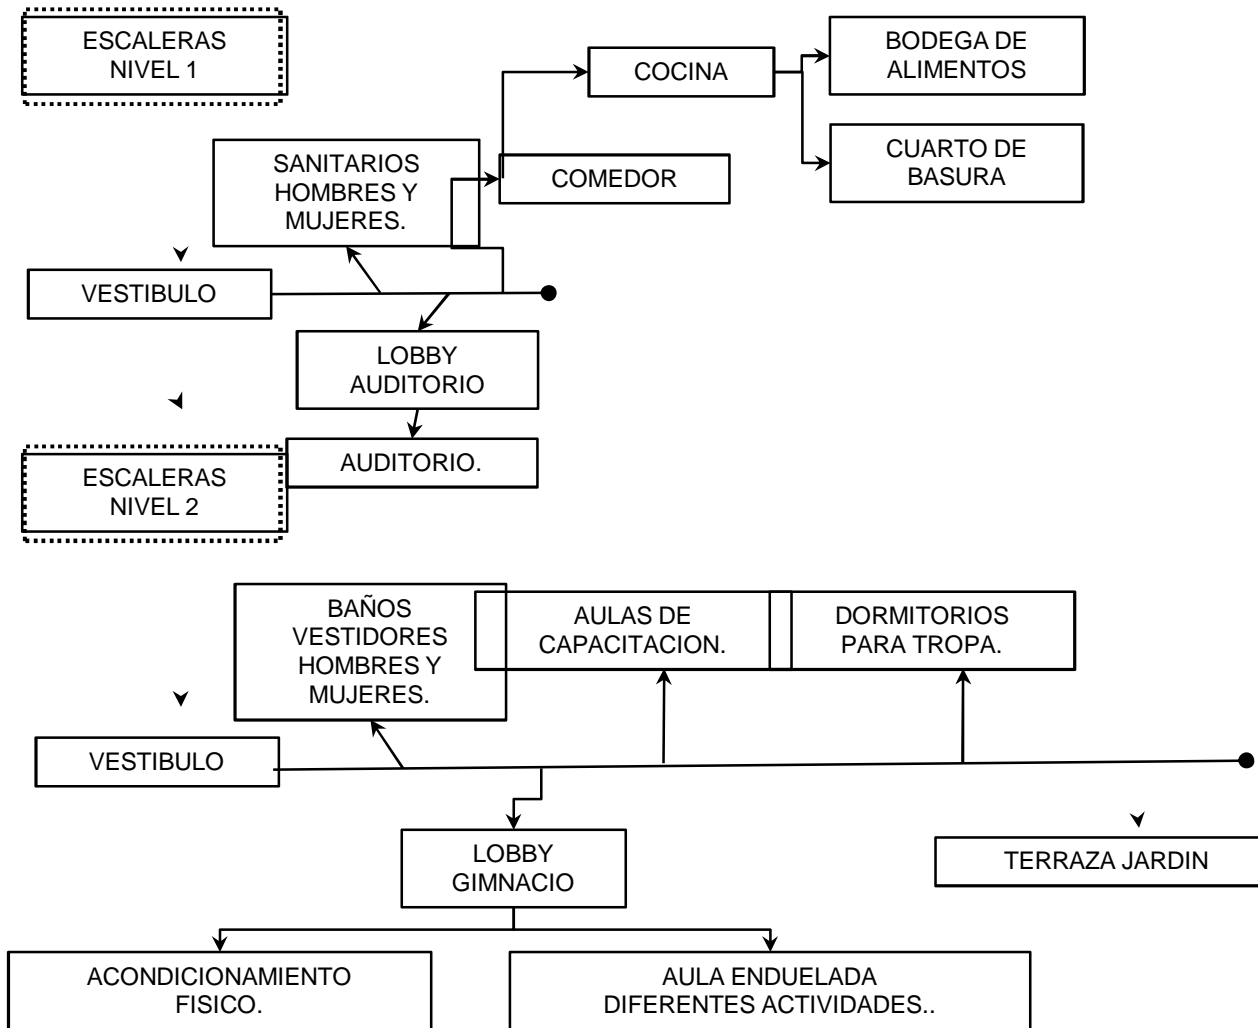 ESCALERAS
NIVEL 1
COCINA
BODEGA DE
ALIMENTOS
SANITARIOS
HOMBRES Y
MUJERES.
COMEDOR
CUARTO DE
BASURA
VESTIBULO
LOBBY
AUDITORIO
AUDITORIO.
ESCALERAS
NIVEL 2
BAÑOS
VESTIDORES
HOMBRES Y
MUJERES.
AULAS DE
CAPACITACION.
DORMITORIOS
PARA TROPA.
VESTIBULO
LOBBY
GIMNACIO
TERRAZA JARDIN
ACONDICIONAMIENTO
FISICO.
AULA ENDUELADA
DIFERENTES ACTIVIDADES..